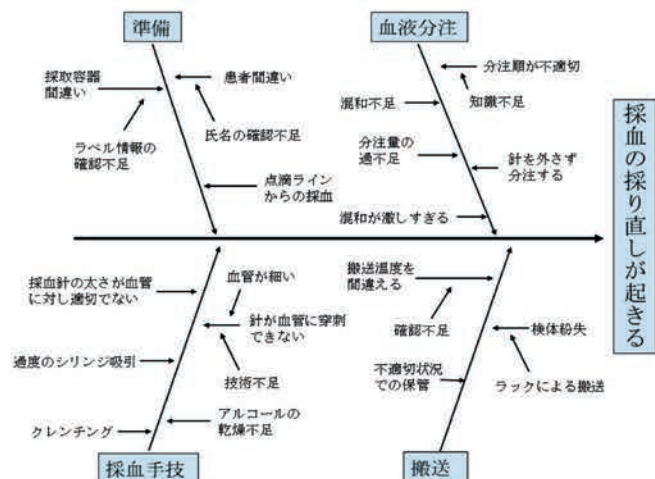 準備
血液分注
採取容器
間違い
患者間違い
氏名の確認不足
ラベル情報の
確認不足
点滴ライン
からの採血
分注順が不適切
知識不足
混和不足
分注量の
過不足
針を外さず
分注する
混和が激しすぎる
採血の採り直しが起きる
採血針の太さが血管
に対し適切でない
血管が細い
針が血管に穿刺
できない
技術不足
過度のシリンジ吸引
アルコールの
乾燥不足
クレンチング
採血手技
搬送温度を
間違える
確認不足
検体紛失
ラックによる搬送
不適切状況
での保管
搬送